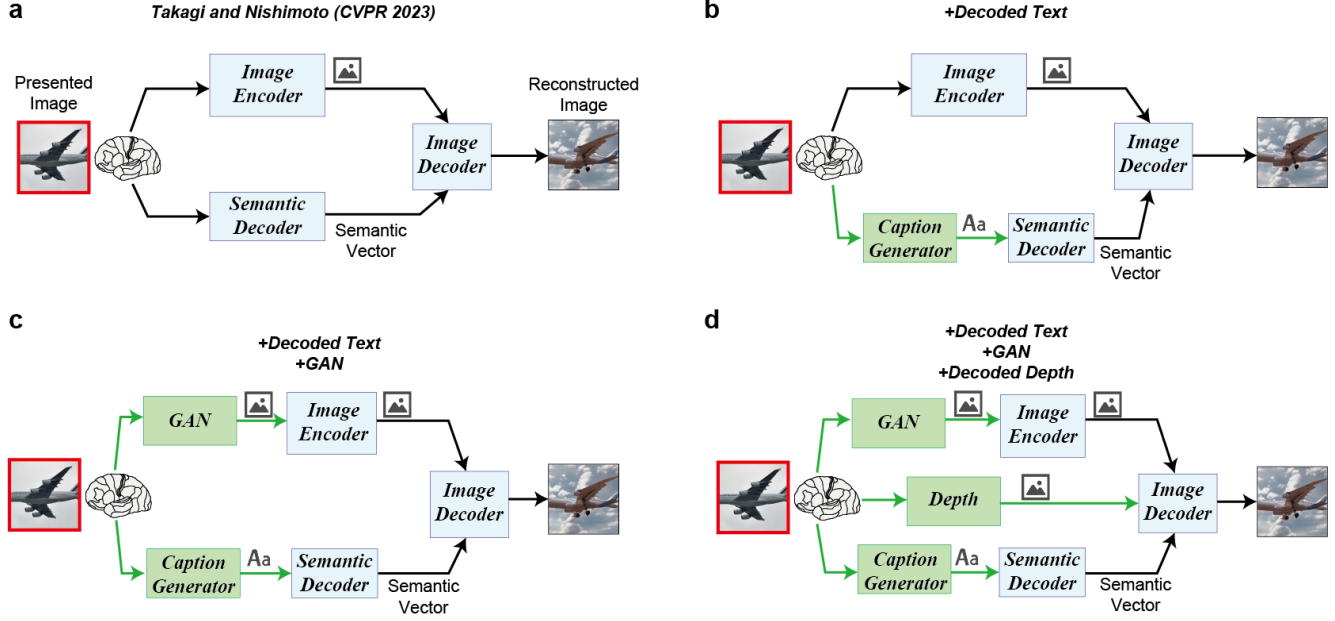 a
Takagi and Nishimoto (CVPR 2023)
Presented
Image
Image
Encoder
Semantic
Decoder
Semantic
Vector
Image
Decoder
Reconstructed
Image
b
+Decoded Text
Image
Encoder
Caption
Generator
Aa
Semantic
Decoder
Semantic
Vector
Image
Decoder
c
+Decoded Text
+GAN
GAN
Image
Encoder
Caption
Generator
Aa
Semantic
Decoder
Semantic
Vector
Image
Decoder
d
+Decoded Text
+GAN
+Decoded Depth
GAN
Image
Encoder
Depth
Caption
Generator
Aa
Semantic
Decoder
Semantic
Vector
Image
Decoder